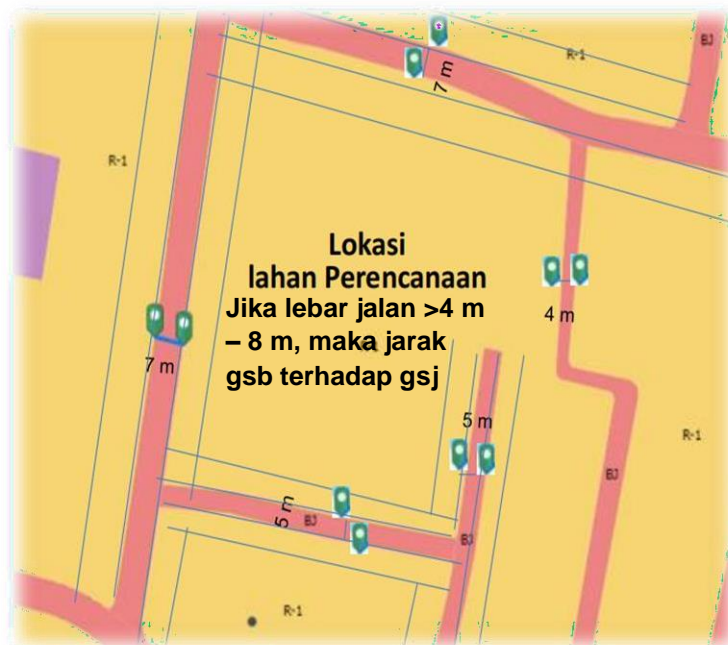 BJ
R-1
7 m
R-1
Lokasi
lahan Perencanaan
Jika lebar jalan >4 m
– 8 m, maka jarak
gsb terhadap gsj
4 m
7 m
5 m
R-1
BJ
5 m
BJ
BJ
R-1